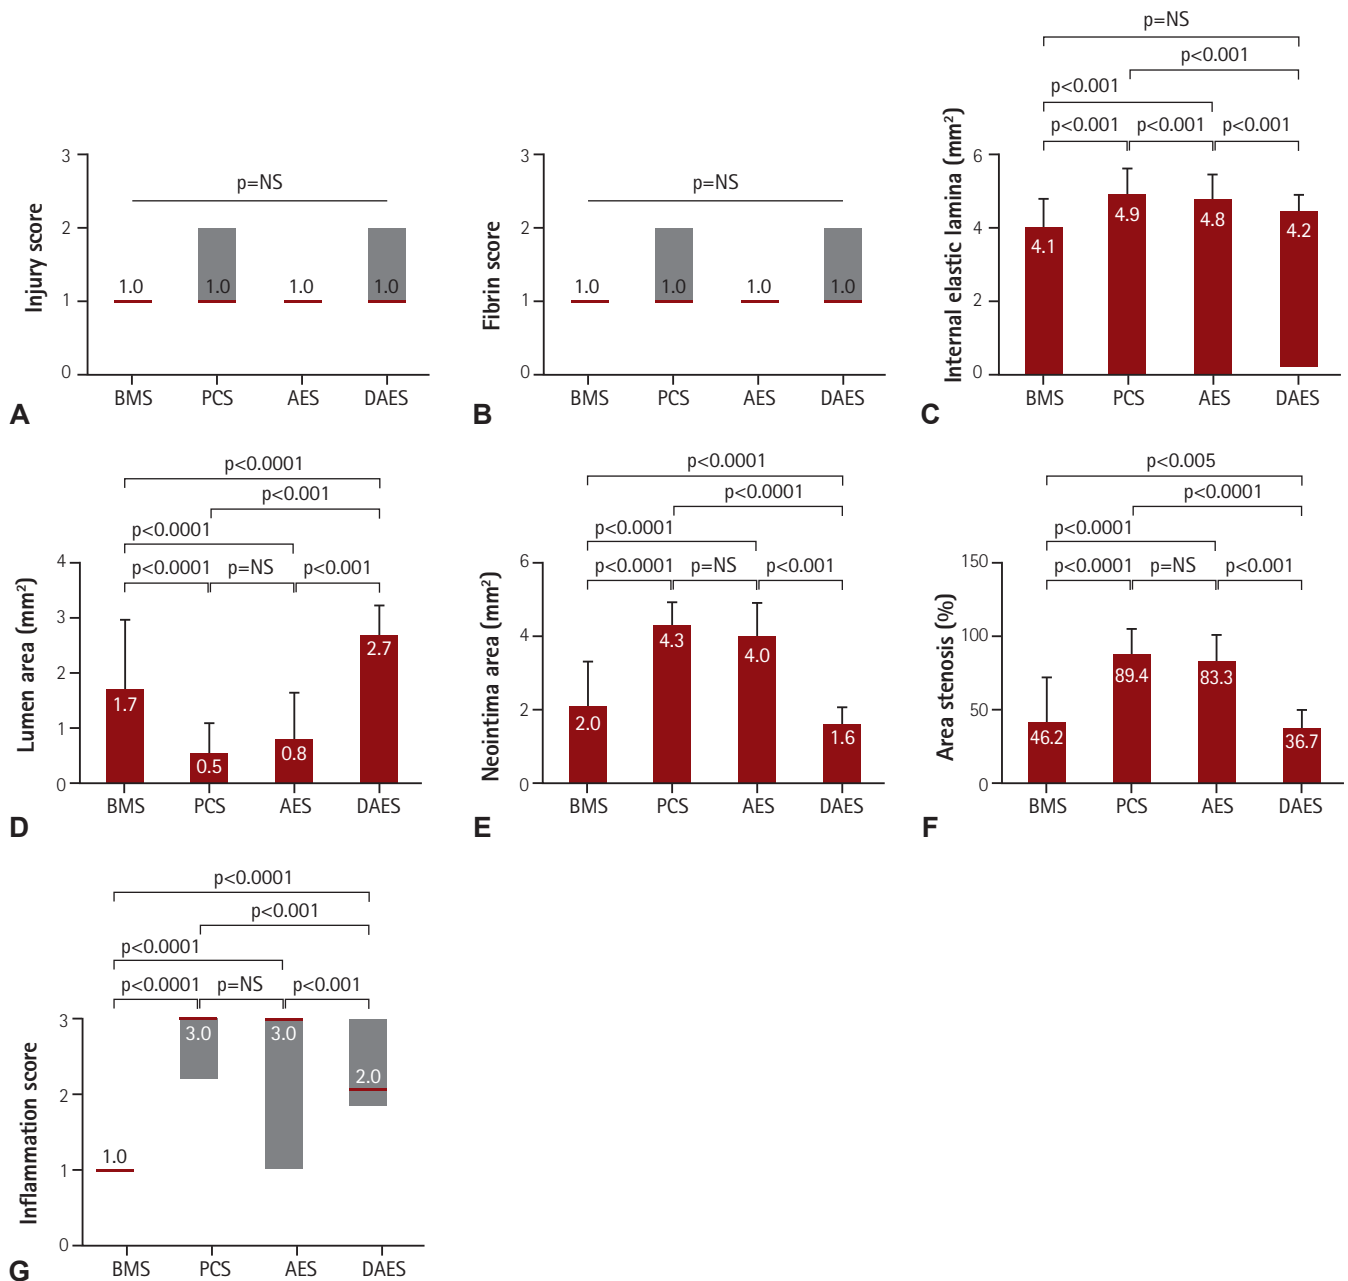 p=NS
p<0.001
p<0.001
p<0.001 p<0.001 p<0.001
Injury score
3
2
1
0
p=NS
1.0 1.0 1.0 1.0
BMS PCS AES DAES
A
Fibrin score
3
2
1
0
p=NS
1.0 1.0 1.0 1.0
BMS PCS AES DAES
B
Internal elastic lamina (mm²)
6
4
2
0
4.1 4.9 4.8 4.2
BMS PCS AES DAES
C
p<0.0001
p<0.001
p<0.0001
p<0.0001 p=NS p<0.001
Lumen area (mm²)
4
3
2
1
0
1.7 0.5 0.8 2.7
BMS PCS AES DAES
D
p<0.0001
p<0.0001
p<0.0001
p<0.0001 p=NS p<0.001
Neointima area (mm²)
6
4
2
0
2.0 4.3 4.0 1.6
BMS PCS AES DAES
E
p<0.005
p<0.0001
p<0.0001
p<0.0001 p=NS p<0.001
Area stenosis (%)
150
100
50
0
46.2 89.4 83.3 36.7
BMS PCS AES DAES
F
p<0.0001
p<0.001
p<0.0001
p<0.0001 p=NS p<0.001
Inflammation score
3
2
1
0
1.0 3.0 3.0 2.0
BMS PCS AES DAES
G